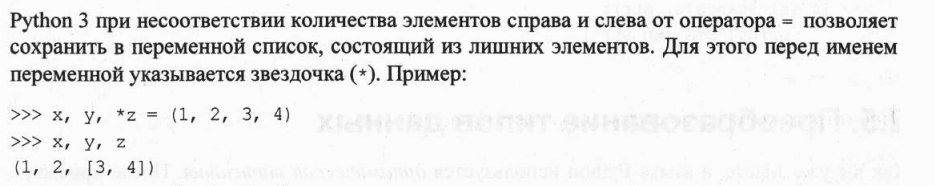 Python 3 при несоответствии количества элементов справа и слева от оператора = позволяет
сохранить в переменной список, состоящий из лишних элементов. Для этого перед именем
переменной указывается звездочка (*). Пример:
>>> x, y, *z = (1, 2, 3, 4)
>>> x, y, z
(1, 2, [3, 4])